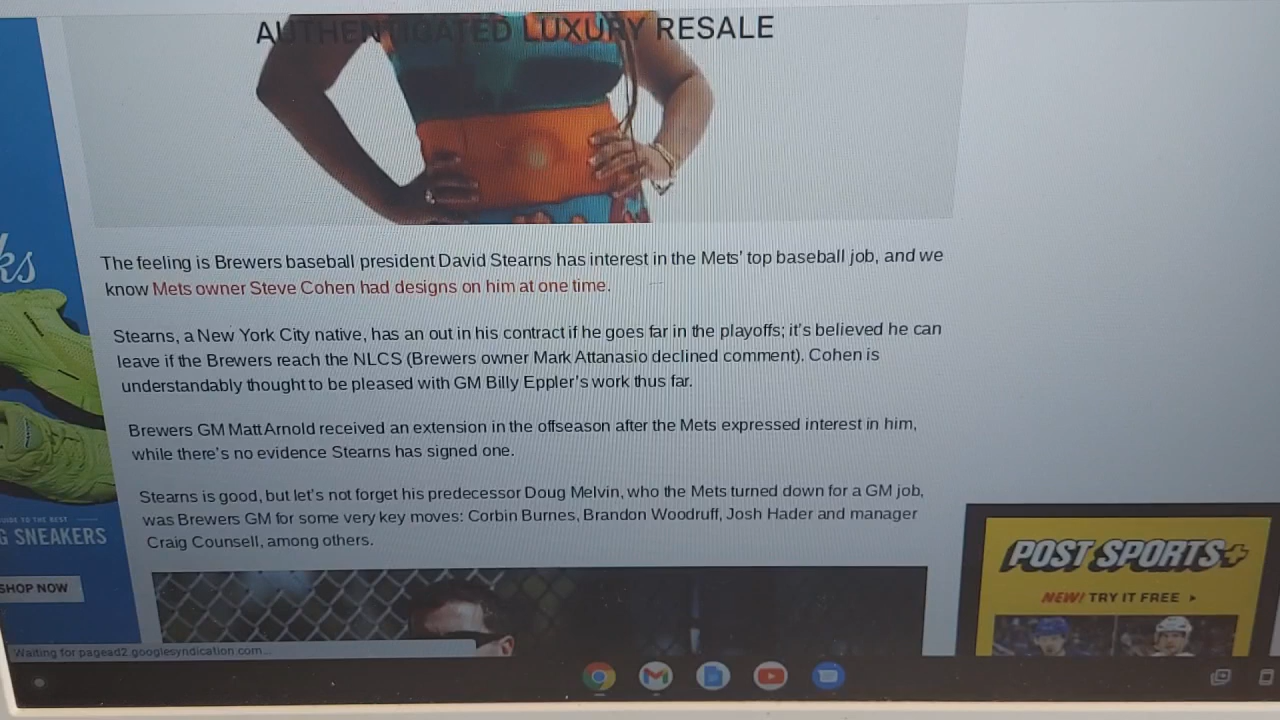 AUTHENTICATED LUXURY RESALE
The feeling is Brewers baseball president David Stearns has interest in the Mets' top baseball job, and we
know Mets owner Steve Cohen had designs on him at one time.
Stearns, a New York City native, has an out in his contract if he goes far in the playoffs; it's believed he can
leave if the Brewers reach the NLCS (Brewers owner Mark Attanasio declined comment). Cohen is
understandably thought to be pleased with GM Billy Eppler's work thus far.
Brewers GM Matt Arnold received an extension in the offseason after the Mets expressed interest in him,
while there's no evidence Stearns has signed one.
Stearns is good, but let's not forget his predecessor Doug Melvin, who the Mets turned down for a GM job,
was Brewers GM for some very key moves: Corbin Burnes, Brandon Woodruff, Josh Hader and manager
Craig Counsell, among others.
ks
TO THE BEST
G SNEAKERS
SHOP NOW
POST SPORTS+
NEW! TRY IT FREE
Waiting for pagead2.googlesyndication.com...